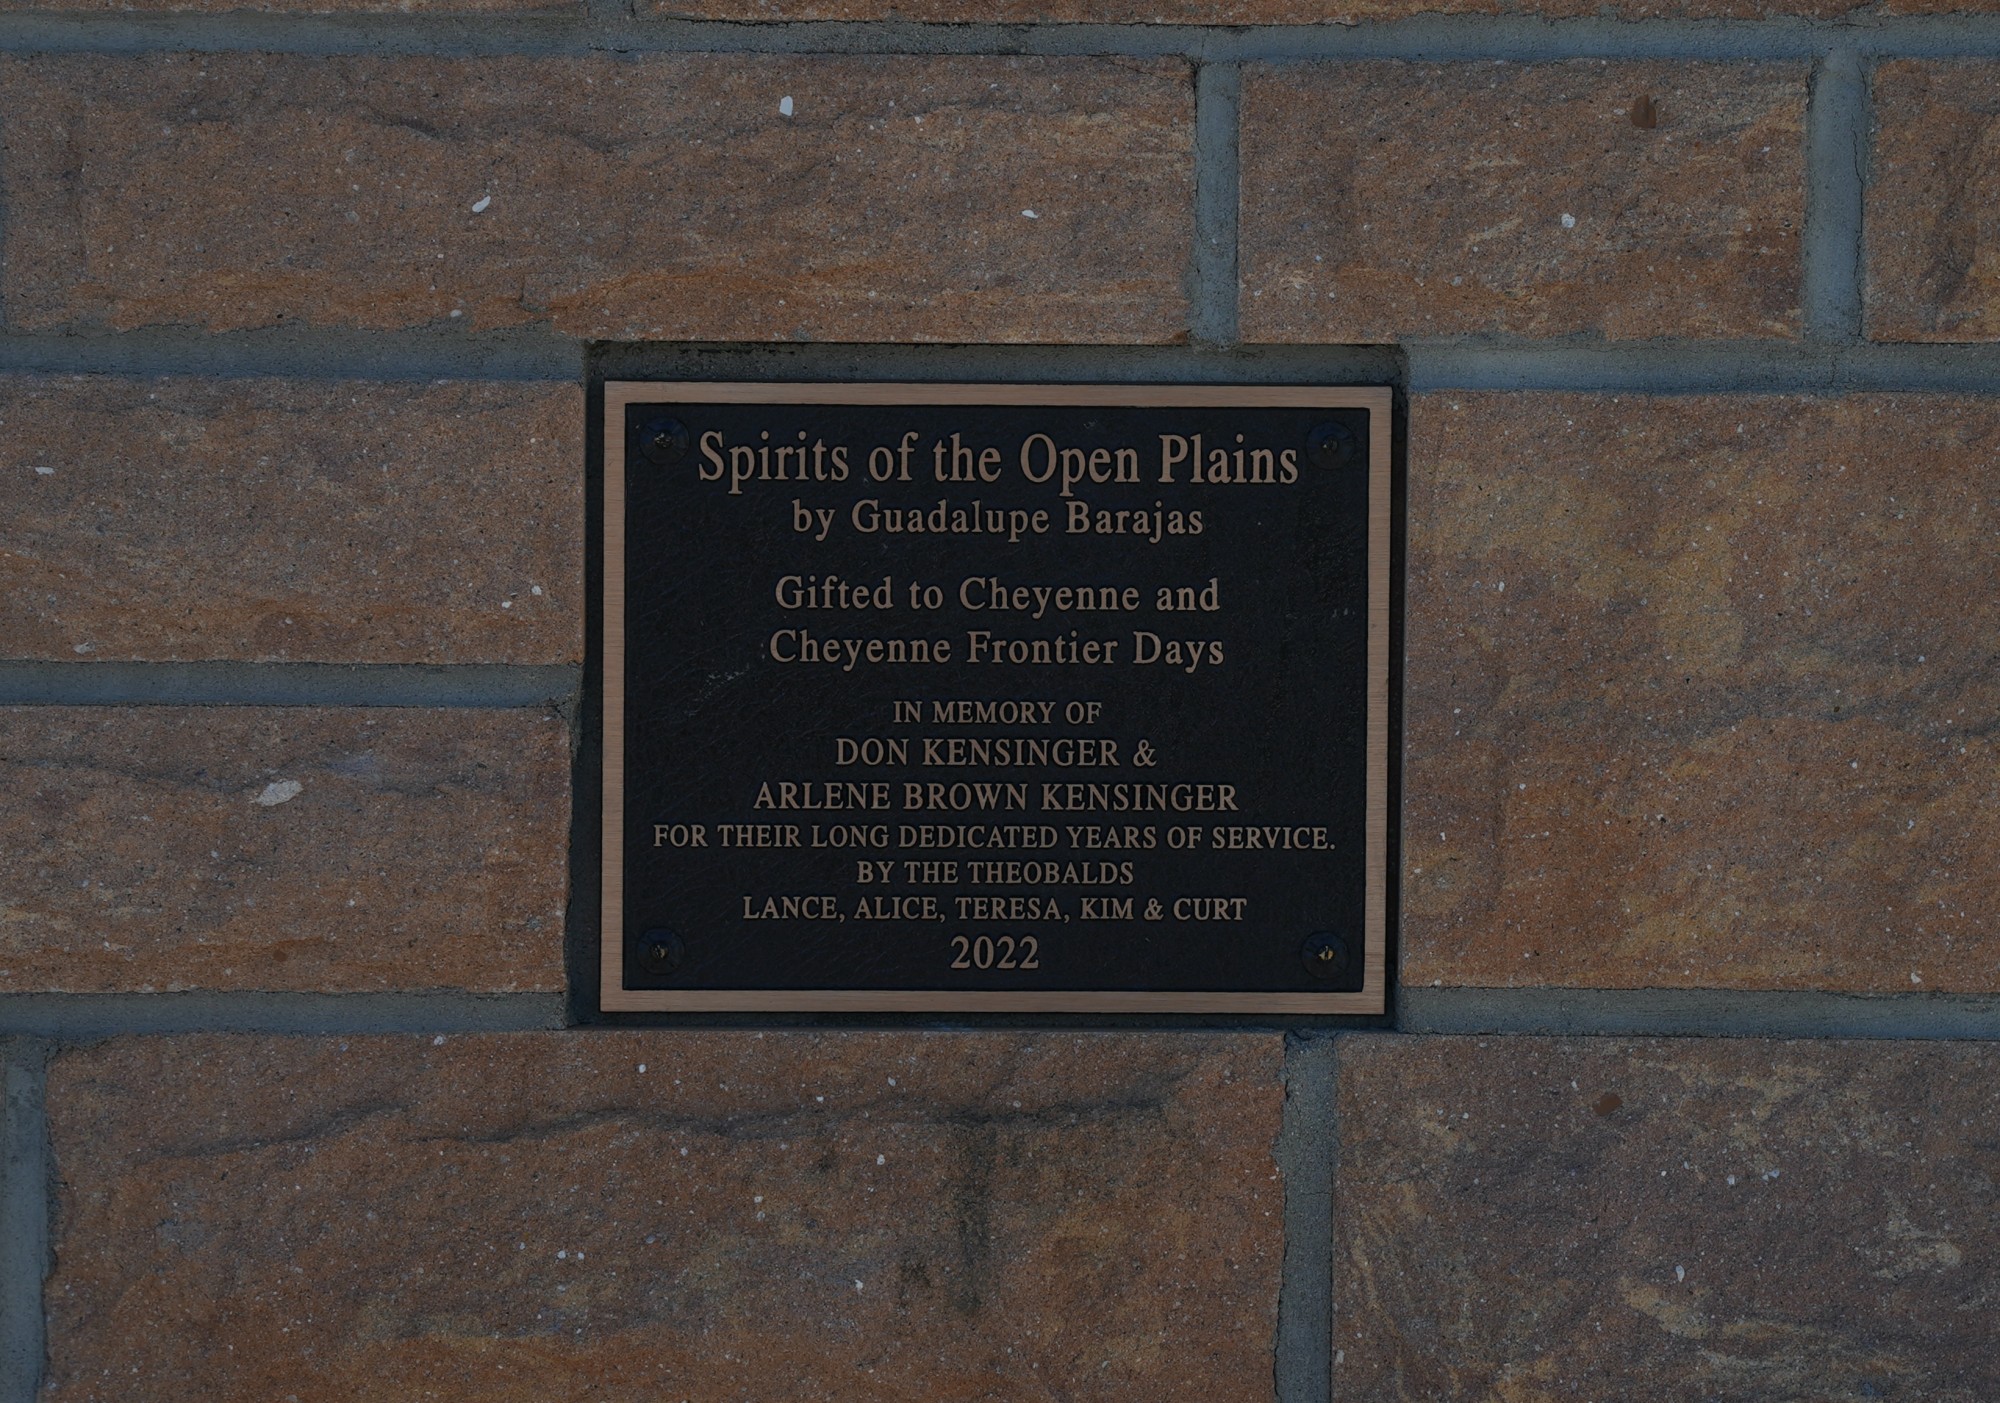 Spirits of the Open Plains
by Guadalupe Barajas
Gifted to Cheyenne and
Cheyenne Frontier Days
IN MEMORY OF
DON KENSINGER &
ARLENE BROWN KENSINGER
FOR THEIR LONG DEDICATED YEARS OF SERVICE.
BY THE THEOBALDS
LANCE, ALICE, TERESA, KIM & CURT
2022